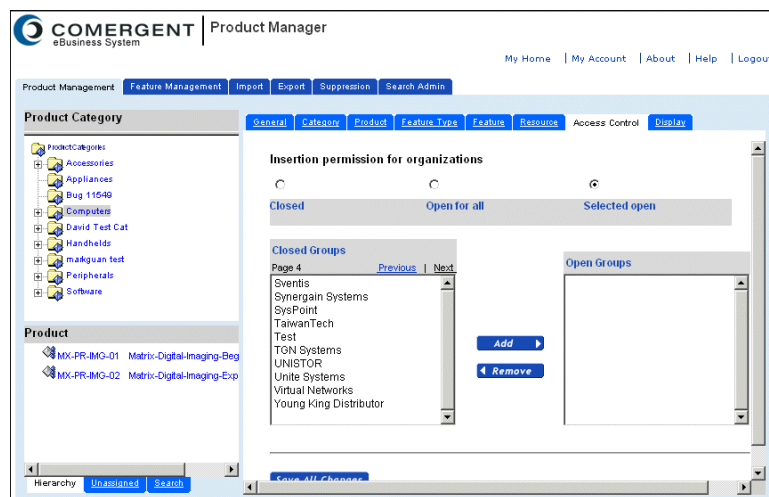 COMERGENT
eBusiness System
Product Manager
My Home | My Account | About | Help | Logou
Product Management Feature Management Import Export Suppression Search Admin
Product Category
ProductCategories
Accessories
Appliances
Bug 11549
Computers
David Test Cat
Handhelds
markguan test
Peripherals
Software
Product
MX-PR-IMG-01 Matrix-Digital-Imaging-Beg
MX-PR-IMG-02 Matrix-Digital-Imaging-Exp
Hierarchy Unassigned Search
General Category Product Feature Type Feature Resource Access Control Display
Insertion permission for organizations
Closed Open for all Selected open
Closed Groups
Page 4 Previous | Next
Sventis
Synergain Systems
SysPoint
TaiwanTech
Test
TGN Systems
UNISTOR
Unite Systems
Virtual Networks
Young King Distributor
Add
Remove
Open Groups
Save All Changes